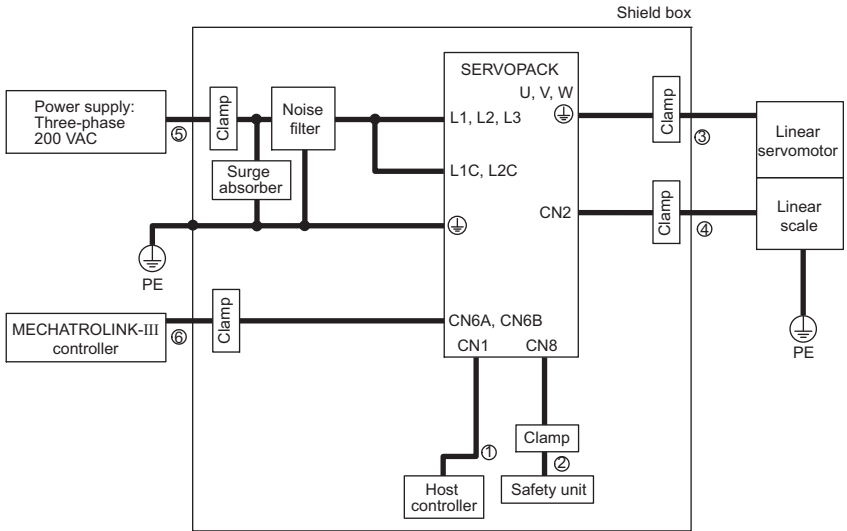 Shield box
Power supply:
Three-phase
200 VAC
⑤
Clamp
Noise
filter
Surge
absorber
PE
SERVOPACK
U, V, W
L1, L2, L3
L1C, L2C
CN2
CN6A, CN6B
CN1
CN8
Clamp
③
Linear
servomotor
Clamp
④
Linear
scale
PE
MECHATROLINK-III
controller
⑥
Clamp
①
Host
controller
Clamp
②
Safety unit